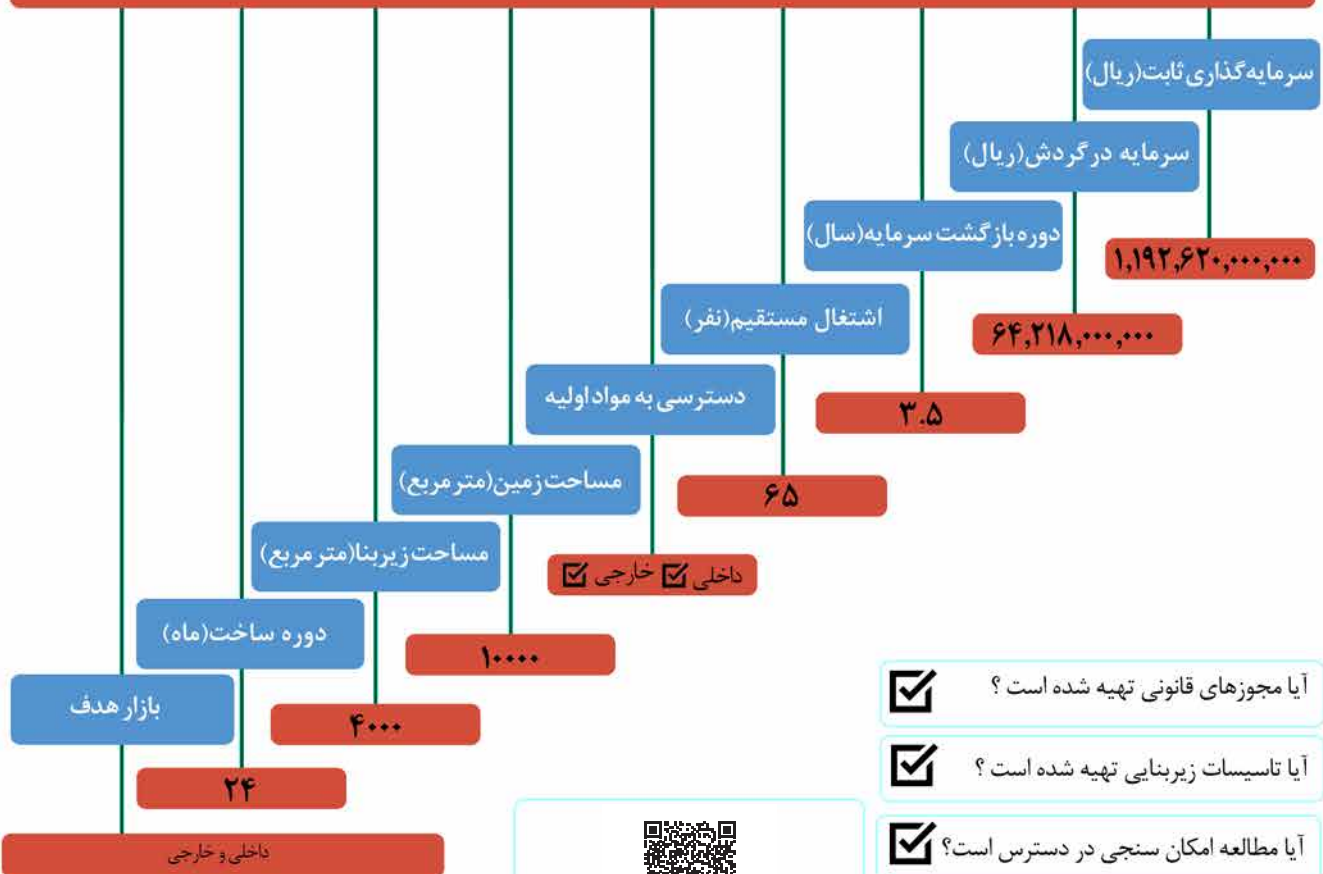 سرمایه‌گذاری ثابت(ریال)
۱,۱۹۲,۶۲۰,۰۰۰,۰۰۰
سرمایه در گردش(ریال)
۶۴,۲۱۸,۰۰۰,۰۰۰
دوره بازگشت سرمایه(سال)
۳.۵
اشتغال مستقیم(نفر)
۶۵
دسترسی به مواد اولیه
داخلی ☑ خارجی ☑
مساحت زمین(متر مربع)
۱۰۰۰۰
مساحت زیربنا(متر مربع)
۴۰۰۰
دوره ساخت(ماه)
۲۴
بازار هدف
داخلی و خارجی
آیا مجوزهای قانونی تهیه شده است ؟ ☑
آیا تاسیسات زیربنایی تهیه شده است ؟ ☑
آیا مطالعه امکان سنجی در دسترس است؟ ☑